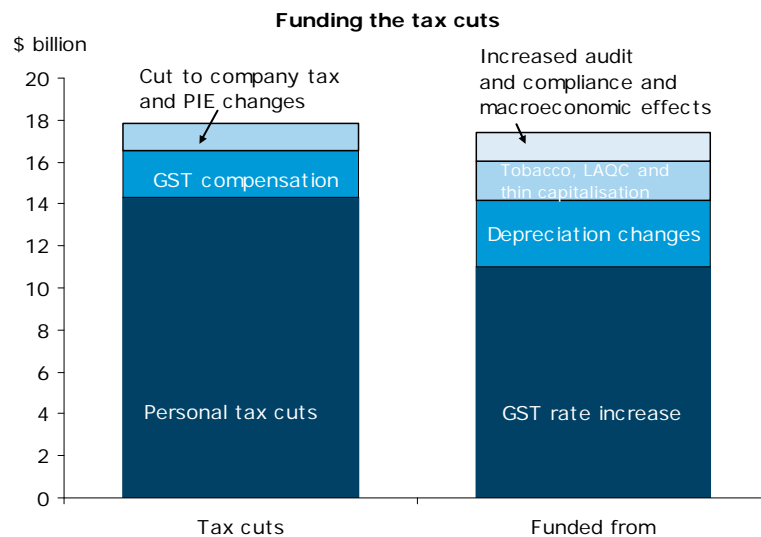 Funding the tax cuts
$ billion
Cut to company tax
and PIE changes
Increased audit
and compliance and
macroeconomic effects
20
18
16
14
12
10
8
6
4
2
0
GST compensation
Personal tax cuts
Tobacco, LAQC and
thin capitalisation
Depreciation changes
GST rate increase
Tax cuts
Funded from